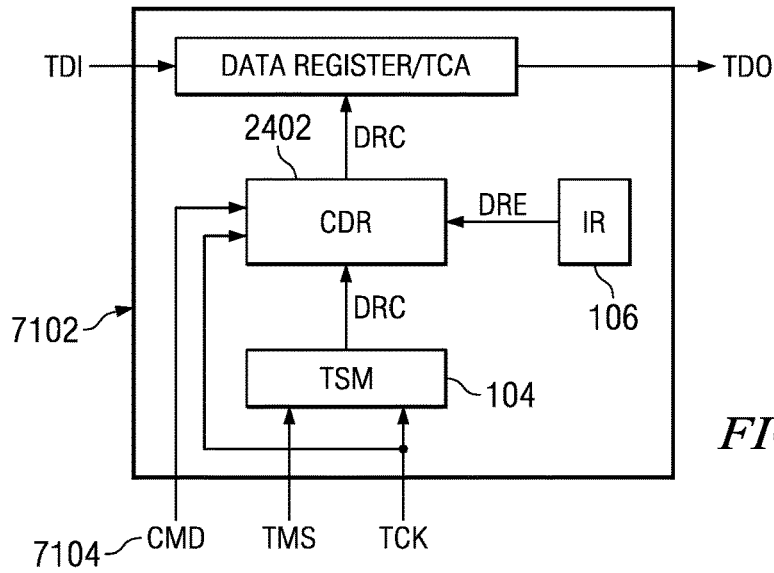 TDI
DATA REGISTER/TCA
TDO
2402
DRC
CDR
DRE
IR
7102
DRC
106
TSM
104
FI
7104
CMD
TMS
TCK